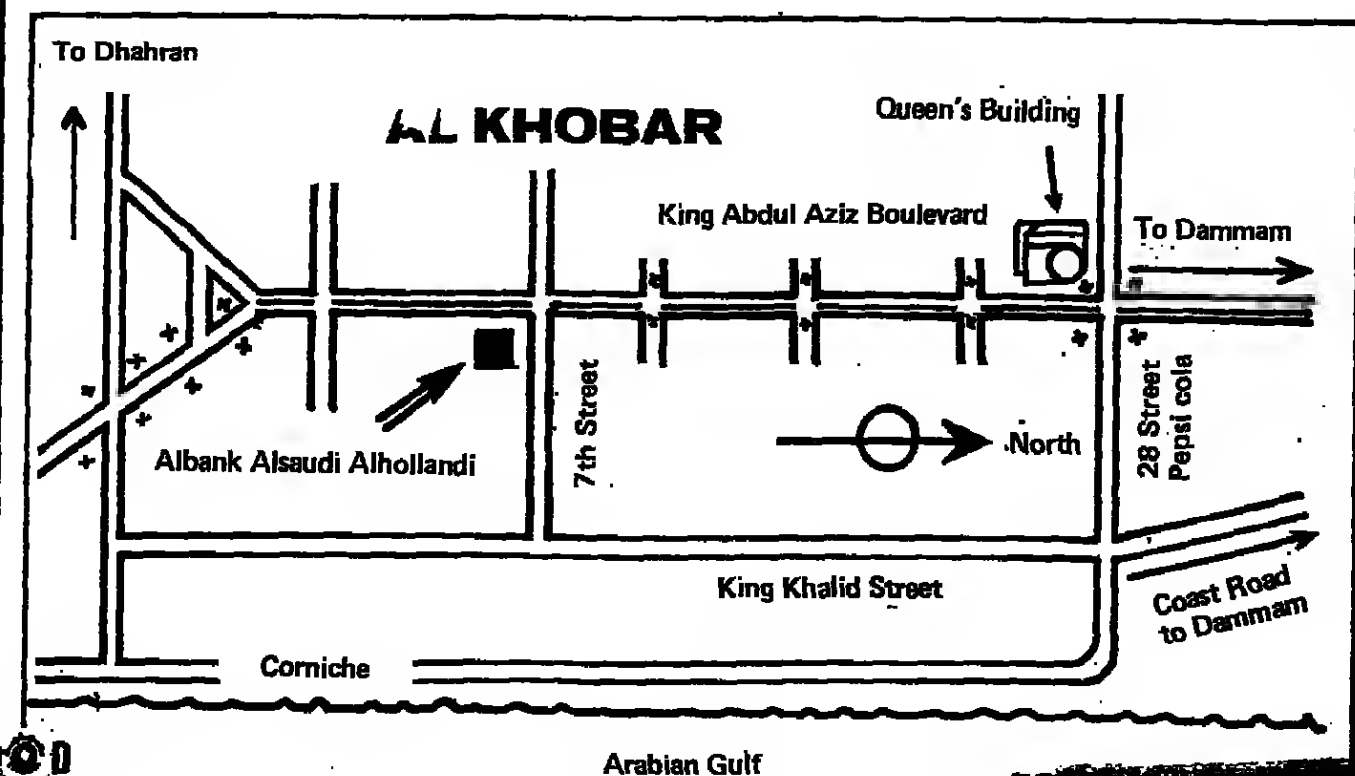 To Dhahran
AL KHOBAR
Queen's Building
King Abdul Aziz Boulevard
To Dammam
Albank Alsaudi Alhollandi
7th Street
North
28 Street
Pepsi cola
King Khalid Street
Coast Road
to Dammam
Corniche
Arabian Gulf